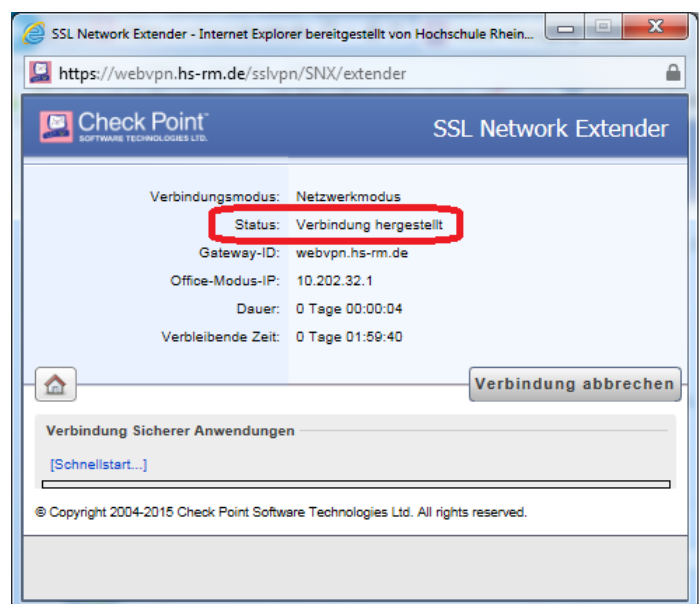 SSL Network Extender - Internet Explorer bereitgestellt von Hochschule Rhein...
https://webvpn.hs-rm.de/sslvpn/SNX/extender
Check Point
SOFTWARE TECHNOLOGIES LTD.
SSL Network Extender
Verbindungsmodus: Netzwerkmodus
Status: Verbindung hergestellt
Gateway-ID: webvpn.hs-rm.de
Office-Modus-IP: 10.202.32.1
Dauer: 0 Tage 00:00:04
Verbleibende Zeit: 0 Tage 01:59:40
Verbindung abbrechen
Verbindung Sicherer Anwendungen
[Schnellstart...]
© Copyright 2004-2015 Check Point Software Technologies Ltd. All rights reserved.